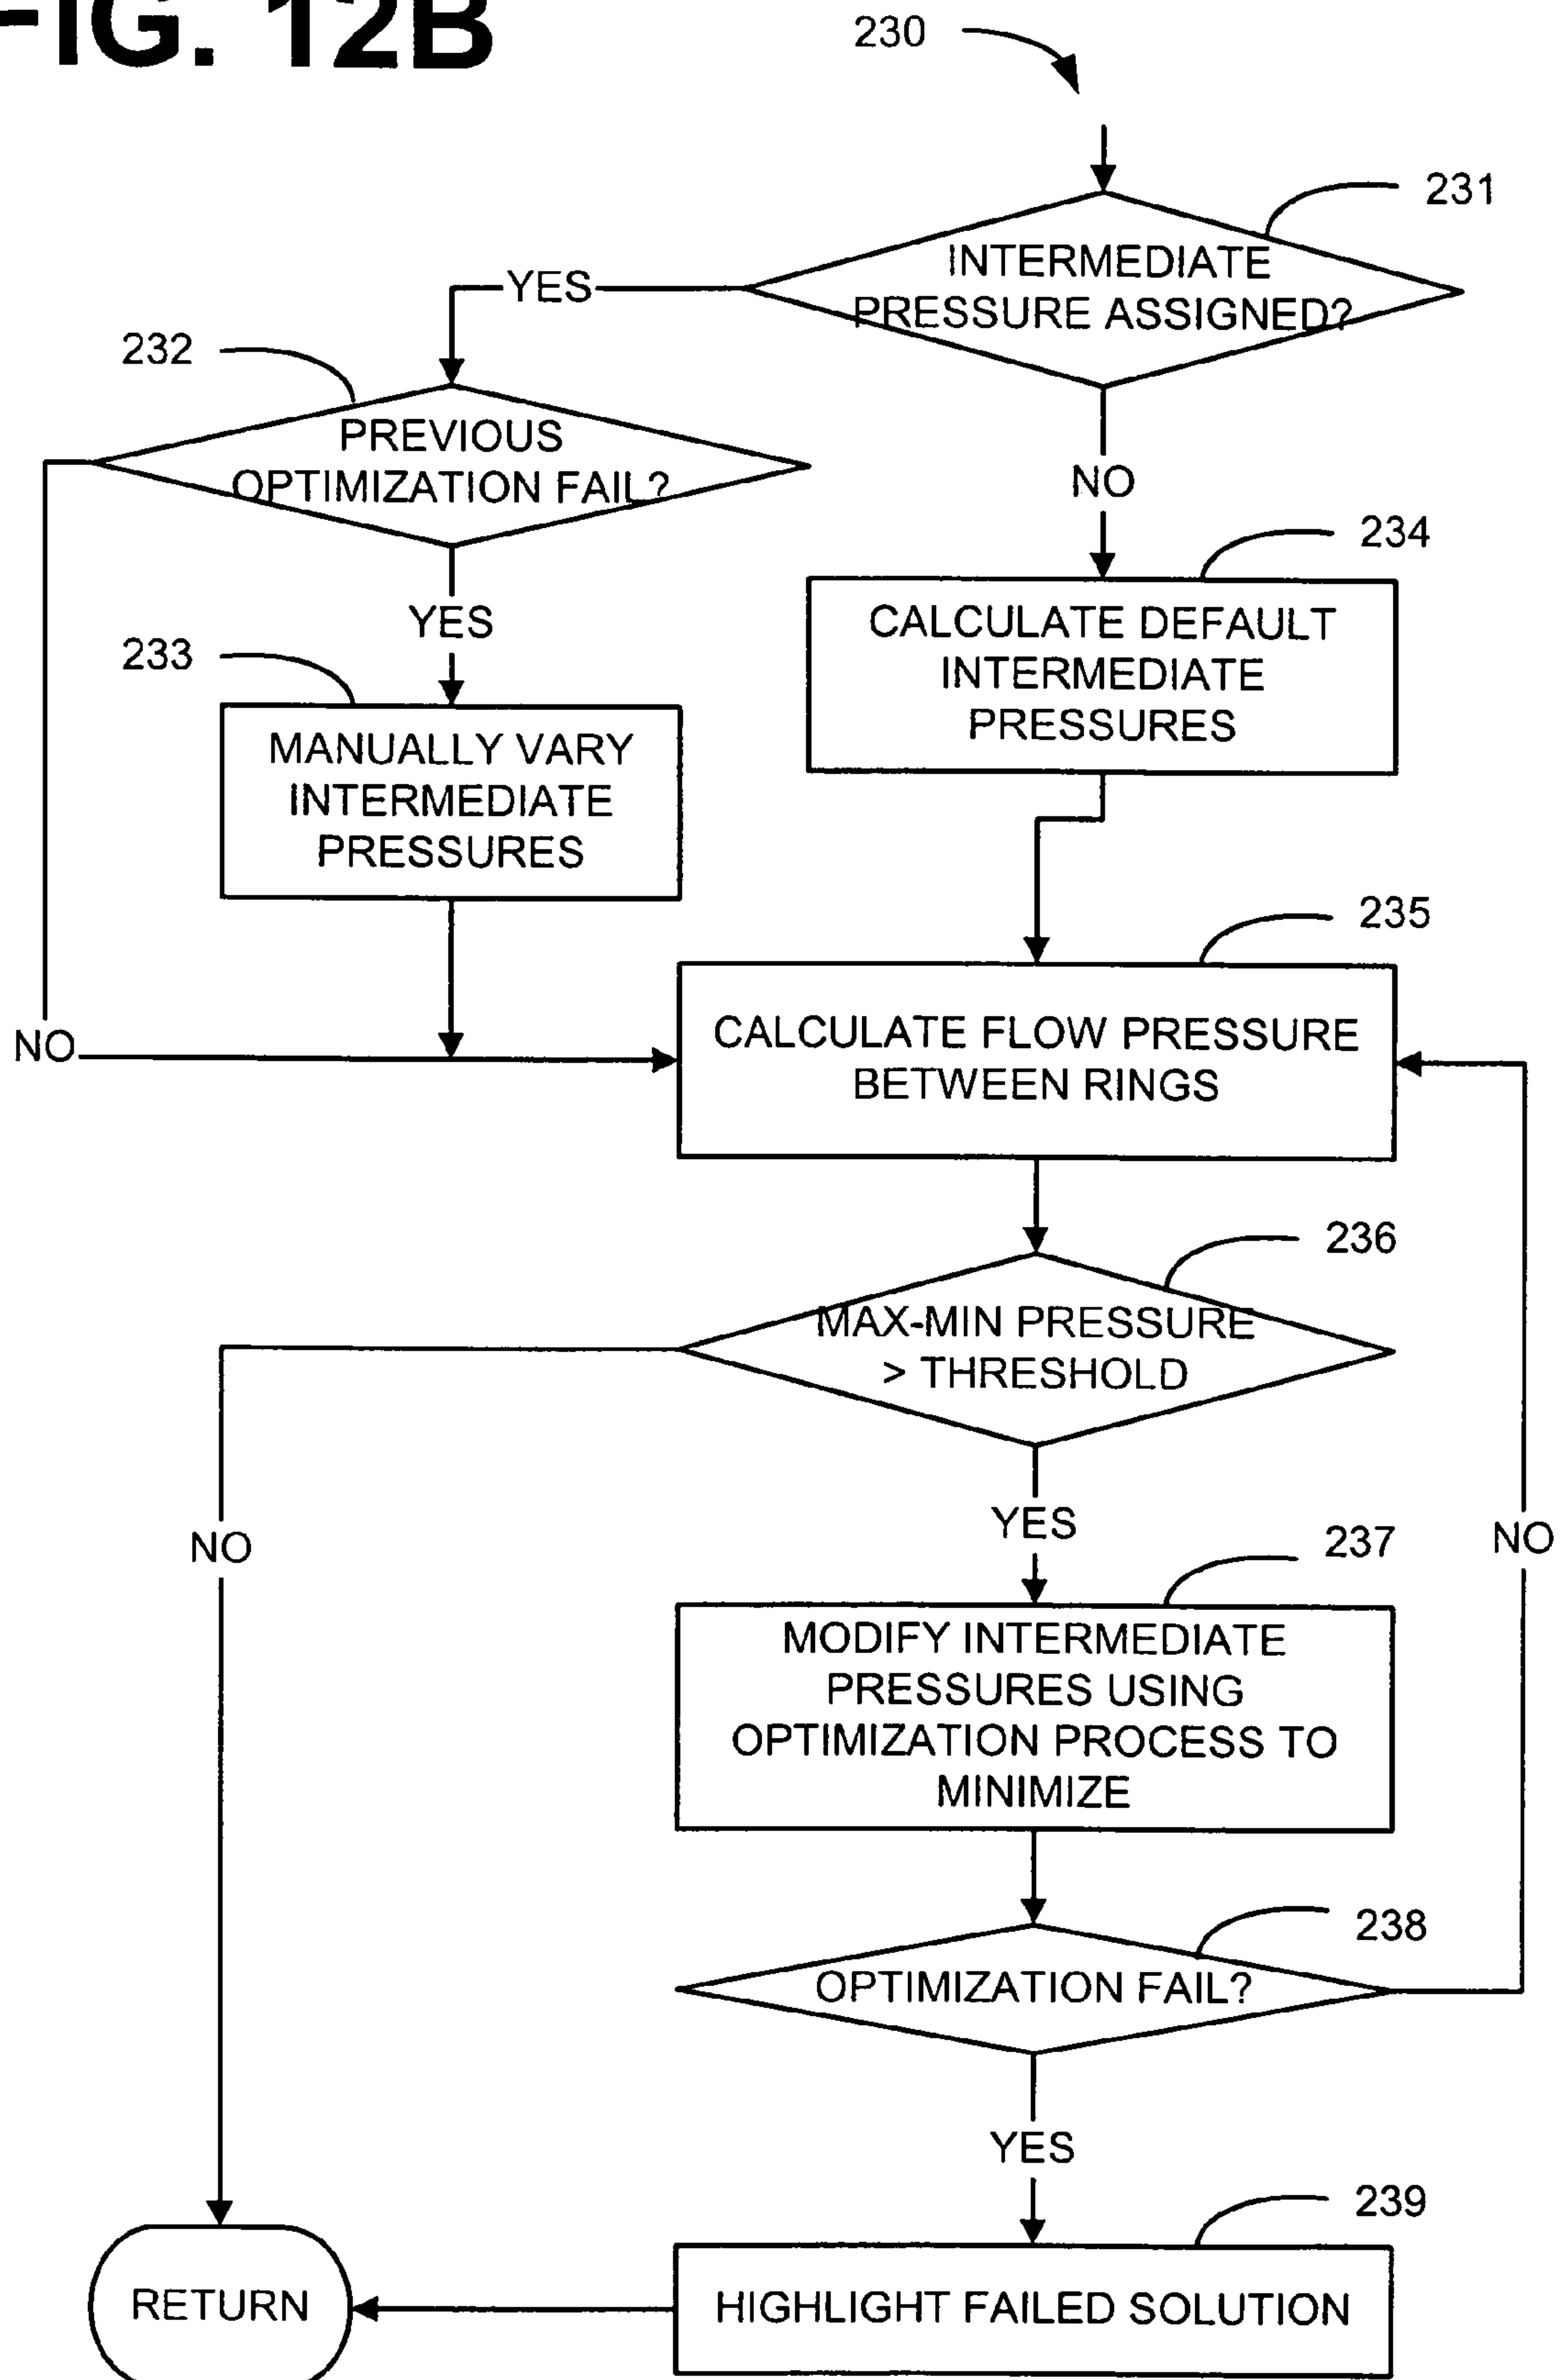 FIG. 12B
230
231
INTERMEDIATE
PRESSURE ASSIGNED?
YES
232
PREVIOUS
OPTIMIZATION FAIL?
NO
234
YES
CALCULATE DEFAULT
INTERMEDIATE
PRESSURES
233
MANUALLY VARY
INTERMEDIATE
PRESSURES
235
NO
CALCULATE FLOW PRESSURE
BETWEEN RINGS
236
MAX-MIN PRESSURE
> THRESHOLD
YES
NO
NO
237
MODIFY INTERMEDIATE
PRESSURES USING
OPTIMIZATION PROCESS TO
MINIMIZE
238
OPTIMIZATION FAIL?
YES
239
RETURN
HIGHLIGHT FAILED SOLUTION